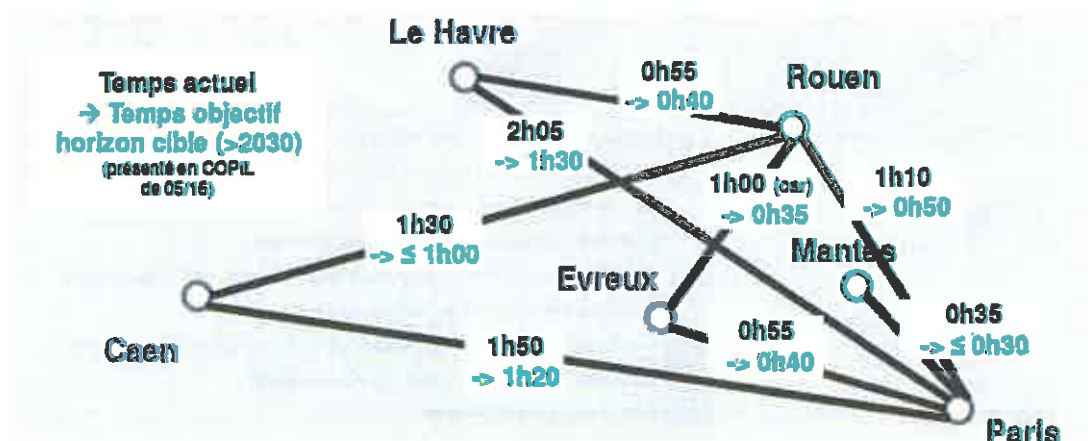 Le Havre
Temps actuel
→ Temps objectif
horizon cible (>2030)
(présenté en COPIL
de 05/16)
0h55
-> 0h40
Rouen
2h05
-> 1h30
1h00 (car)
-> 0h35
1h10
-> 0h50
1h30
-> ≤ 1h00
Mantes
Evreux
0h35
-> ≤ 0h30
0h55
-> 0h40
Caen
1h50
-> 1h20
Paris